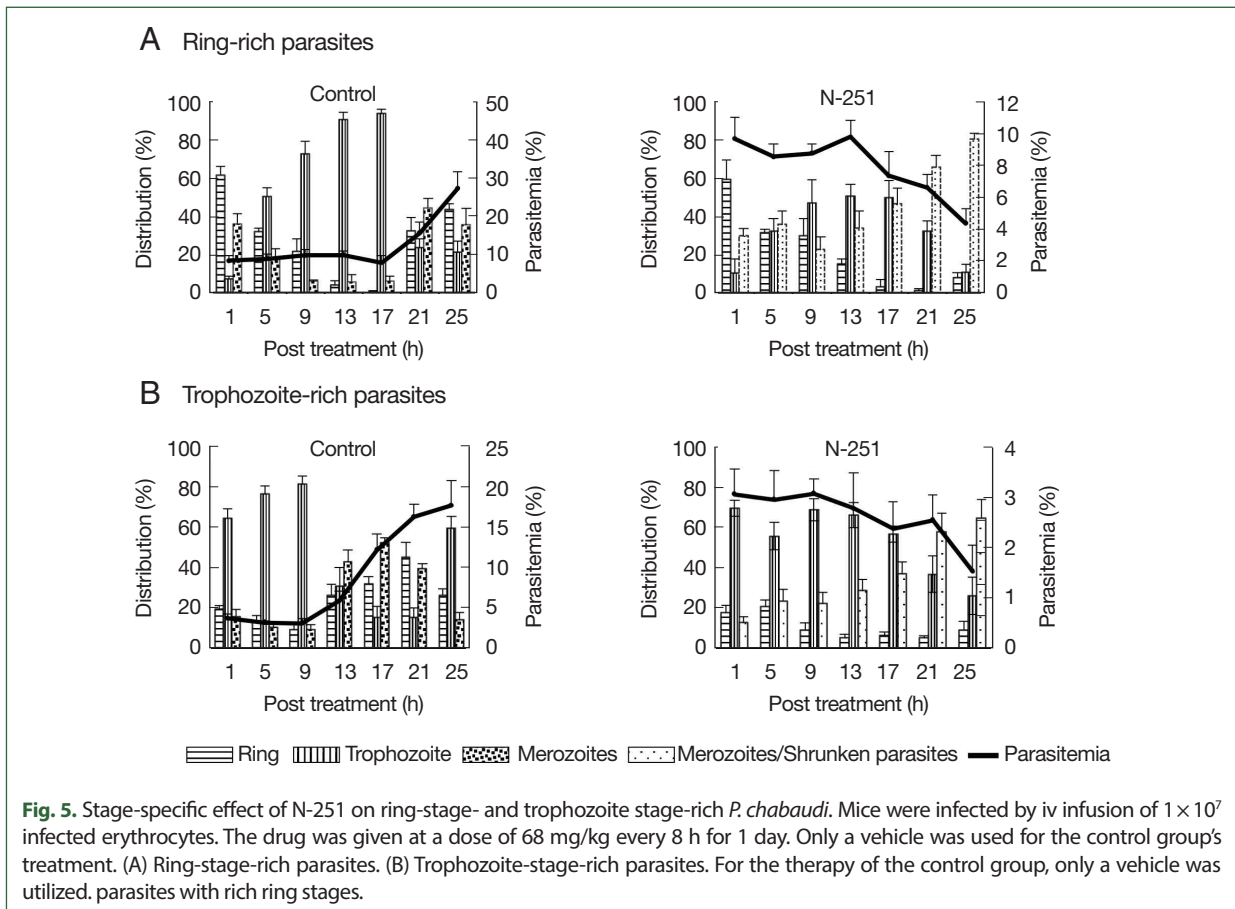 A Ring-rich parasites
Control
100
80
60
40
20
0
Distribution (%)
50
40
30
20
10
0
Parasitemia (%)
1 5 9 13 17 21 25
Post treatment (h)
N-251
100
80
60
40
20
0
Distribution (%)
12
10
8
6
4
2
0
Parasitemia (%)
1 5 9 13 17 21 25
Post treatment (h)
B Trophozoite-rich parasites
Control
100
80
60
40
20
0
Distribution (%)
25
20
15
10
5
0
Parasitemia (%)
1 5 9 13 17 21 25
Post treatment (h)
N-251
100
80
60
40
20
0
Distribution (%)
4
3
2
1
0
Parasitemia (%)
1 5 9 13 17 21 25
Post treatment (h)
Ring Trophozoite Merozoites Merozoites/Shrunken parasites Parasitemia
Fig. 5. Stage-specific effect of N-251 on ring-stage- and trophozoite stage-rich P. chabaudi. Mice were infected by iv infusion of 1×10⁷
infected erythrocytes. The drug was given at a dose of 68 mg/kg every 8 h for 1 day. Only a vehicle was used for the control group's
treatment. (A) Ring-stage-rich parasites. (B) Trophozoite-stage-rich parasites. For the therapy of the control group, only a vehicle was
utilized. parasites with rich ring stages.